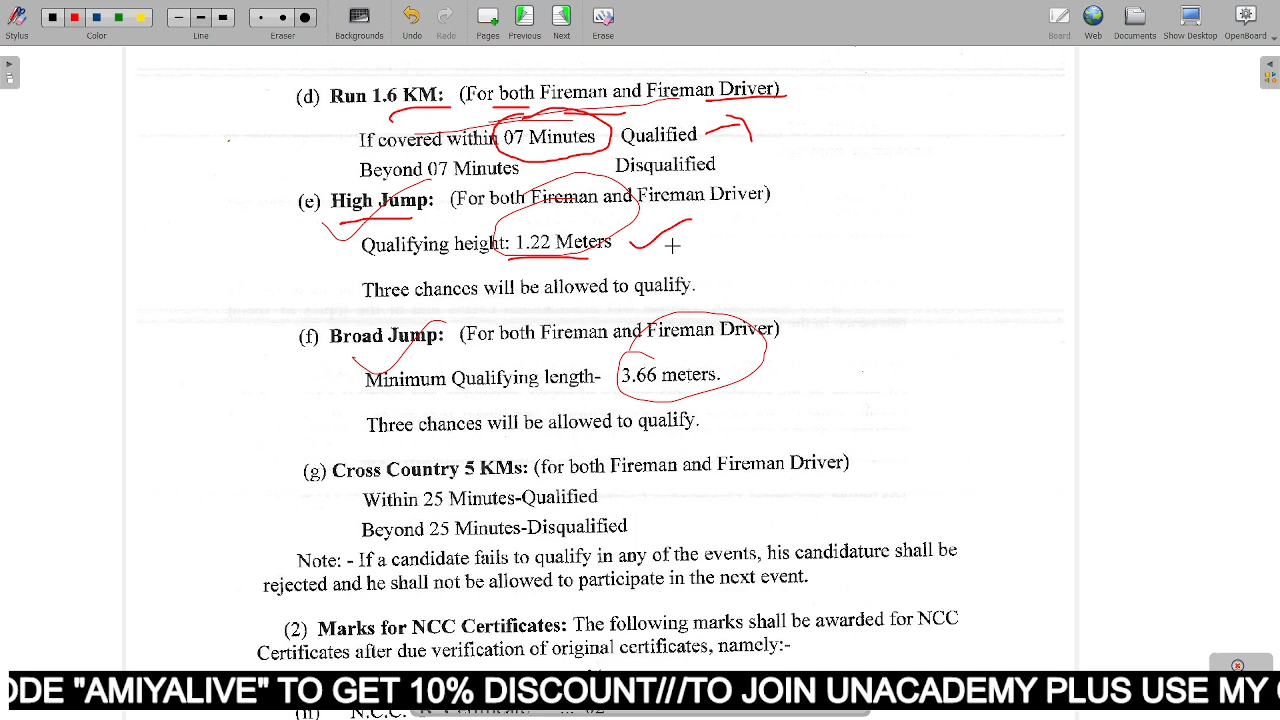 Stylus
Color
Line
Eraser
Backgrounds
Undo
Redo
Pages
Previous
Next
Erase
Board
Web
Documents
Show Desktop
OpenBoard
(d) Run 1.6 KM: (For both Fireman and Fireman Driver)
If covered within 07 Minutes Qualified
Beyond 07 Minutes Disqualified
(e) High Jump: (For both Fireman and Fireman Driver)
Qualifying height: 1.22 Meters
Three chances will be allowed to qualify.
(f) Broad Jump: (For both Fireman and Fireman Driver)
Minimum Qualifying length- 3.66 meters.
Three chances will be allowed to qualify.
(g) Cross Country 5 KMs: (for both Fireman and Fireman Driver)
Within 25 Minutes-Qualified
Beyond 25 Minutes-Disqualified
Note: - If a candidate fails to qualify in any of the events, his candidature shall be
rejected and he shall not be allowed to participate in the next event.
(2) Marks for NCC Certificates: The following marks shall be awarded for NCC
Certificates after due verification of original certificates, namely:-
ODE "AMIYALIVE" TO GET 10% DISCOUNT///TO JOIN UNACADEMY PLUS USE MY
N.C.C.